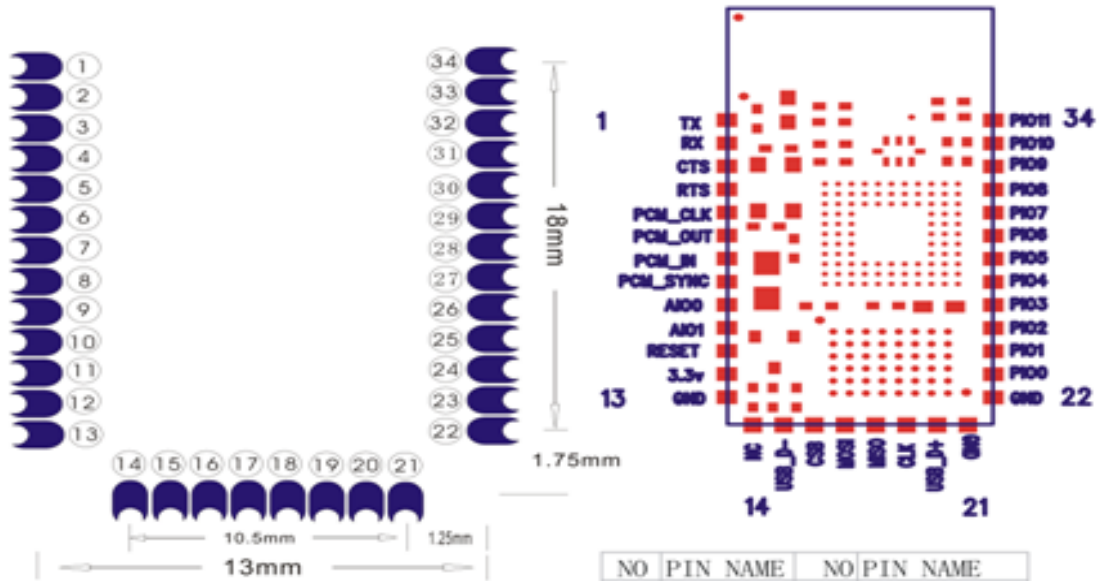 1
2
3
4
5
6
7
8
9
10
11
12
13
14 15 16 17 18 19 20 21
34
33
32
31
30
29
28
27
26
25
24
23
22
18mm
1.75mm
10.5mm
1.25mm
13mm
1
13
TX
RX
CTS
RTS
PCM_CLK
PCM_OUT
PCM_IN
PCM_SYNC
AIO0
AIO1
RESET
3.3v
GND
NC
USB_D-
CSB
MOSI
MISO
CLK
USB_D+
GND
14
21
PIO11
PIO10
PIO9
PIO8
PIO7
PIO6
PIO5
PIO4
PIO3
PIO2
PIO1
PIO0
GND
34
22
NO PIN NAME NO PIN NAME